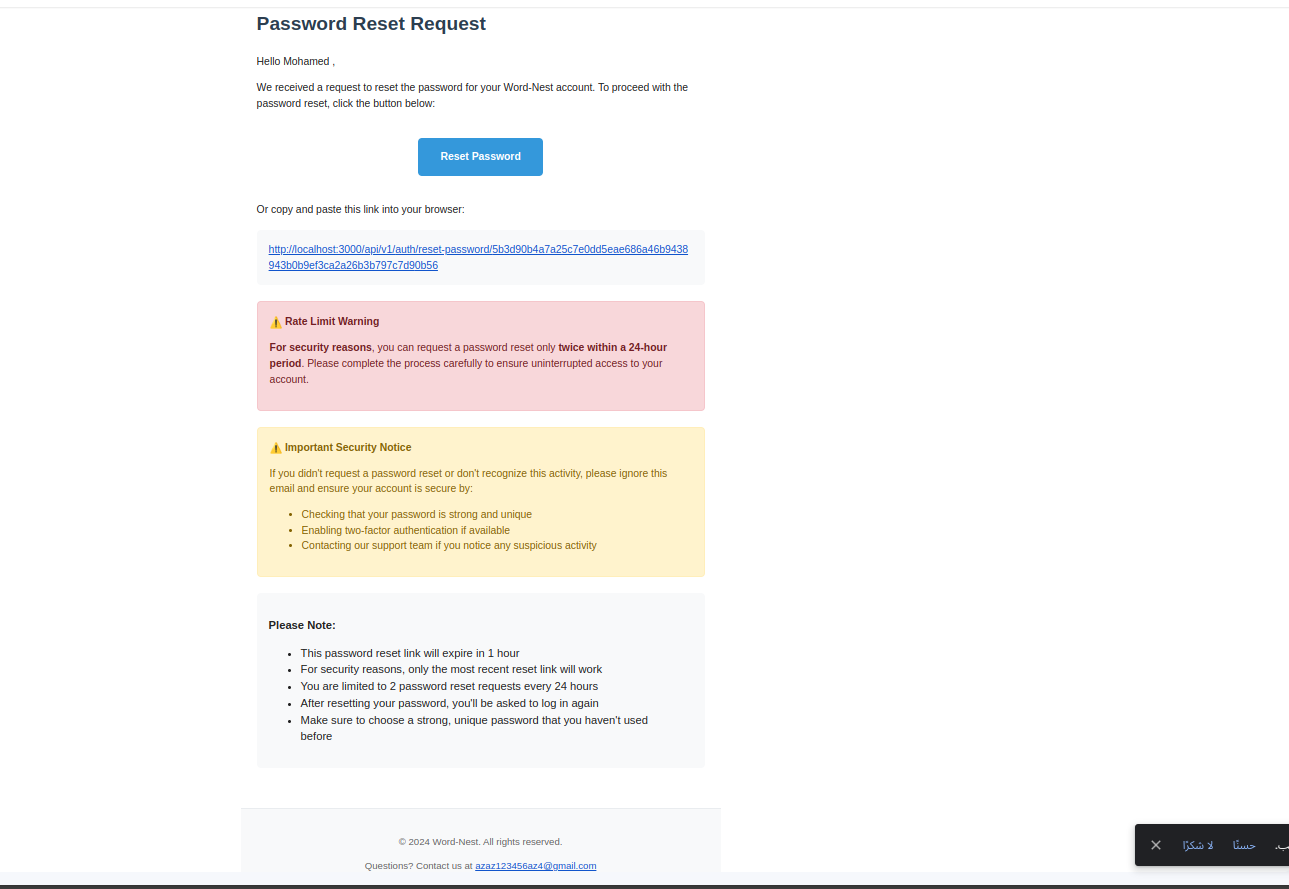 Password Reset Request
Hello Mohamed ,
We received a request to reset the password for your Word-Nest account. To proceed with the
password reset, click the button below:
Reset Password
Or copy and paste this link into your browser:
http://localhost:3000/api/v1/auth/reset-password/5b3d90b4a7a25c7e0dd5eae686a46b9438
943b0b9ef3ca2a26b3b797c7d90b56
⚠️ Rate Limit Warning
For security reasons, you can request a password reset only twice within a 24-hour
period. Please complete the process carefully to ensure uninterrupted access to your
account.
⚠️ Important Security Notice
If you didn't request a password reset or don't recognize this activity, please ignore this
email and ensure your account is secure by:
• Checking that your password is strong and unique
• Enabling two-factor authentication if available
• Contacting our support team if you notice any suspicious activity
Please Note:
• This password reset link will expire in 1 hour
• For security reasons, only the most recent reset link will work
• You are limited to 2 password reset requests every 24 hours
• After resetting your password, you'll be asked to log in again
• Make sure to choose a strong, unique password that you haven't used
before
© 2024 Word-Nest. All rights reserved.
حسنًا لا شكرًا
Questions? Contact us at azaz123456az4@gmail.com